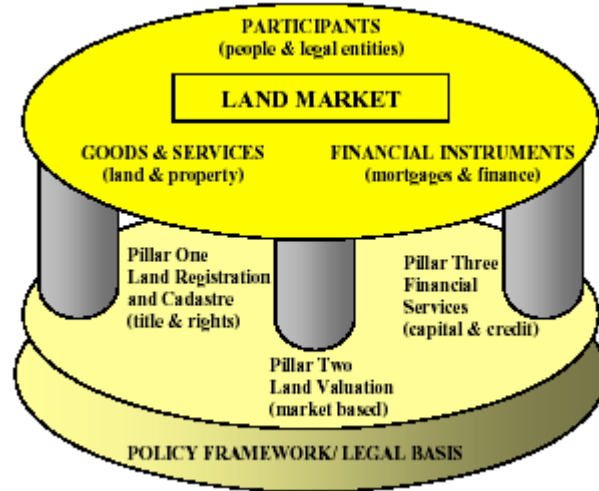 PARTICIPANTS
(people & legal entities)
LAND MARKET
GOODS & SERVICES
(land & property)
FINANCIAL INSTRUMENTS
(mortgages & finance)
Pillar One
Land Registration
and Cadastre
(title & rights)
Pillar Two
Land Valuation
(market based)
Pillar Three
Financial
Services
(capital & credit)
POLICY FRAMEWORK/ LEGAL BASIS